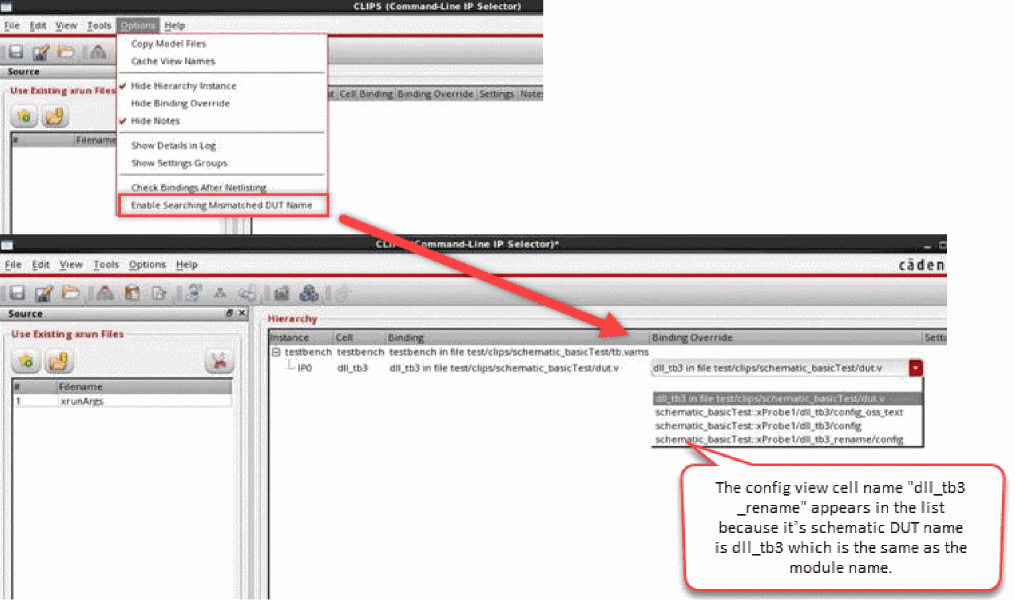 CLIPS (Command-Line IP Selector)
File Edit View Tools Options Help
Copy Model Files
Cache View Names
Source
Hide Hierarchy Instance
Use Existing xrun Files
Cell Binding Binding Override Settings Notes
Hide Binding Override
Hide Notes
# Filename
Show Details in Log
Show Settings Groups
Check Bindings After Netlisting
Enable Searching Mismatched DUT Name
(Command-Line IP Selector)*
File Edit View Tools Options Help
cāden
Source
Hierarchy
Use Existing xrun Files
Instance Cell Binding Binding Override Setti
testbench testbench testbench in file test/clips/schematic_basicTest/tb.vams
IP0 dll_tb3 dll_tb3 in file test/clips/schematic_basicTest/dut.v dll_tb3 in file test/clips/schematic_basicTest/dut.v
# Filename
1 xrunArgs
dll_tb3 in file test/clips/schematic_basicTest/dut.v
schematic_basicTest::xProbe1/dll_tb3/config_oss_text
schematic_basicTest::xProbe1/dll_tb3/config
schematic_basicTest::xProbe1/dll_tb3_rename/config
The config view cell name "dll_tb3
_rename" appears in the list
because it's schematic DUT name
is dll_tb3 which is the same as the
module name.